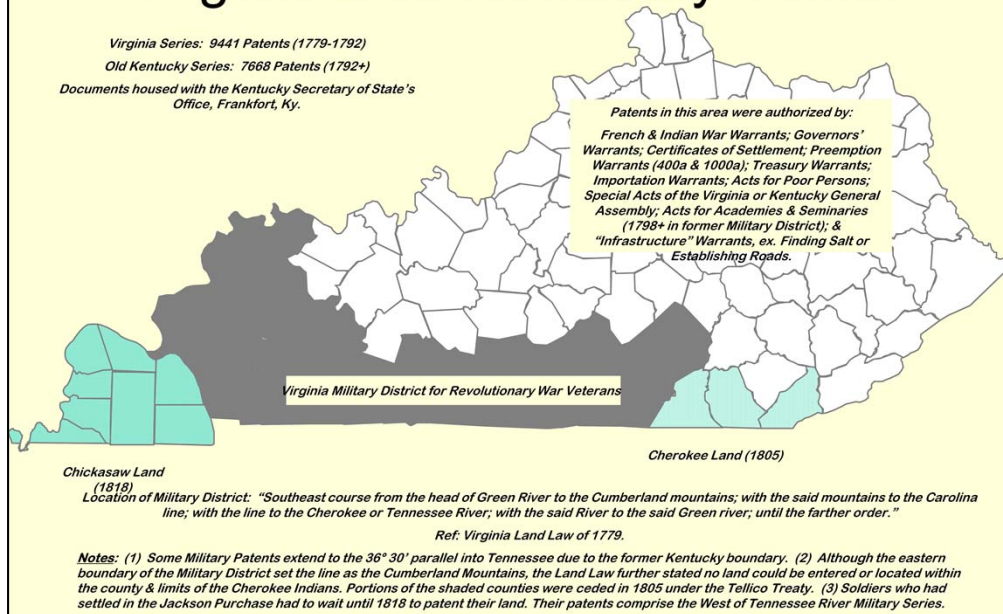 Virginia Series:  9441 Patents (1779-1792)
Old Kentucky Series:  7668 Patents (1792+)
Documents housed with the Kentucky Secretary of State's
Office, Frankfort, Ky.
Patents in this area were authorized by:
French & Indian War Warrants; Governors'
Warrants; Certificates of Settlement; Preemption
Warrants (400a & 1000a); Treasury Warrants;
Importation Warrants; Acts for Poor Persons;
Special Acts of the Virginia or Kentucky General
Assembly; Acts for Academies & Seminaries
(1798+ in former Military District); &
"Infrastructure" Warrants, ex. Finding Salt or
Establishing Roads.
Virginia Military District for Revolutionary War Veterans
Cherokee Land (1805)
Chickasaw Land
(1818)
Location of Military District:  "Southeast course from the head of Green River to the Cumberland mountains; with the said mountains to the Carolina
line; with the line to the Cherokee or Tennessee River; with the said River to the said Green river; until the farther order."
Ref: Virginia Land Law of 1779.
Notes:  (1)  Some Military Patents extend to the 36° 30' parallel into Tennessee due to the former Kentucky boundary.  (2)  Although the eastern
boundary of the Military District set the line as the Cumberland Mountains, the Land Law further stated no land could be entered or located within
the county & limits of the Cherokee Indians. Portions of the shaded counties were ceded in 1805 under the Tellico Treaty.  (3) Soldiers who had
settled in the Jackson Purchase had to wait until 1818 to patent their land. Their patents comprise the West of Tennessee River Military Series.